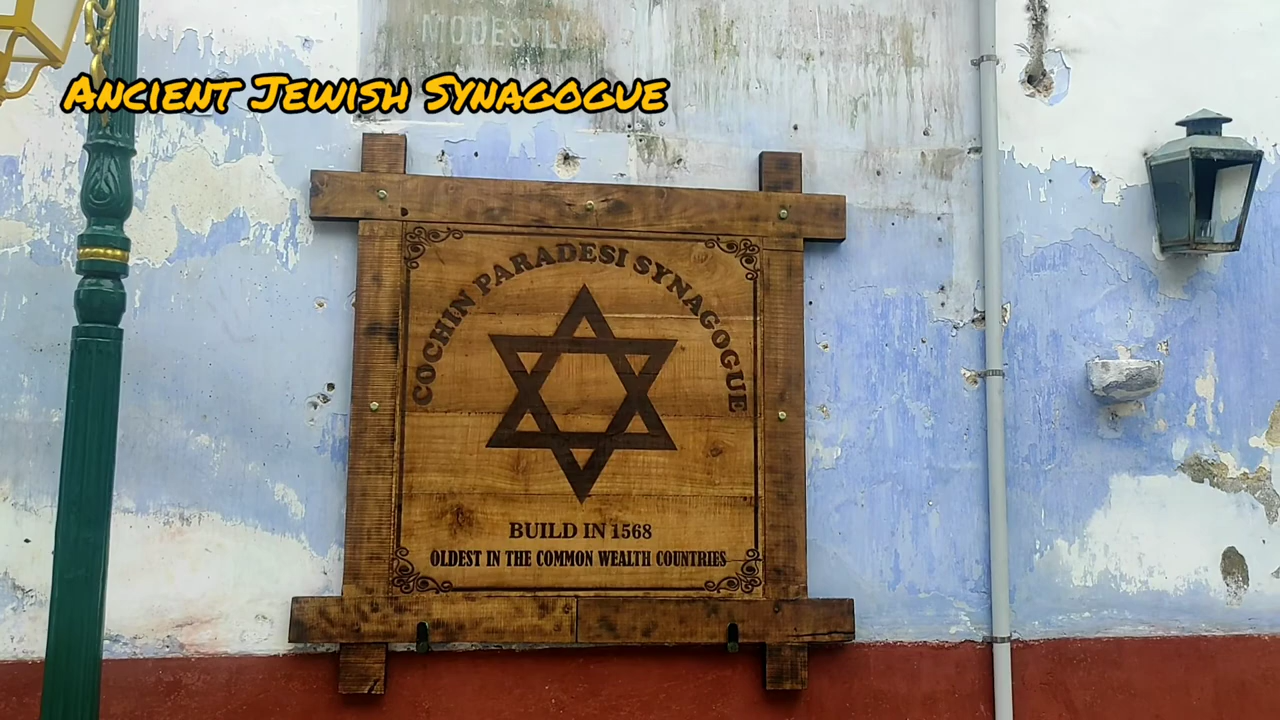 MODESTLY
Ancient Jewish Synagogue
COCHIN PARADESI SYNAGOGUE
BUILD IN 1568
OLDEST IN THE COMMON WEALTH COUNTRIES